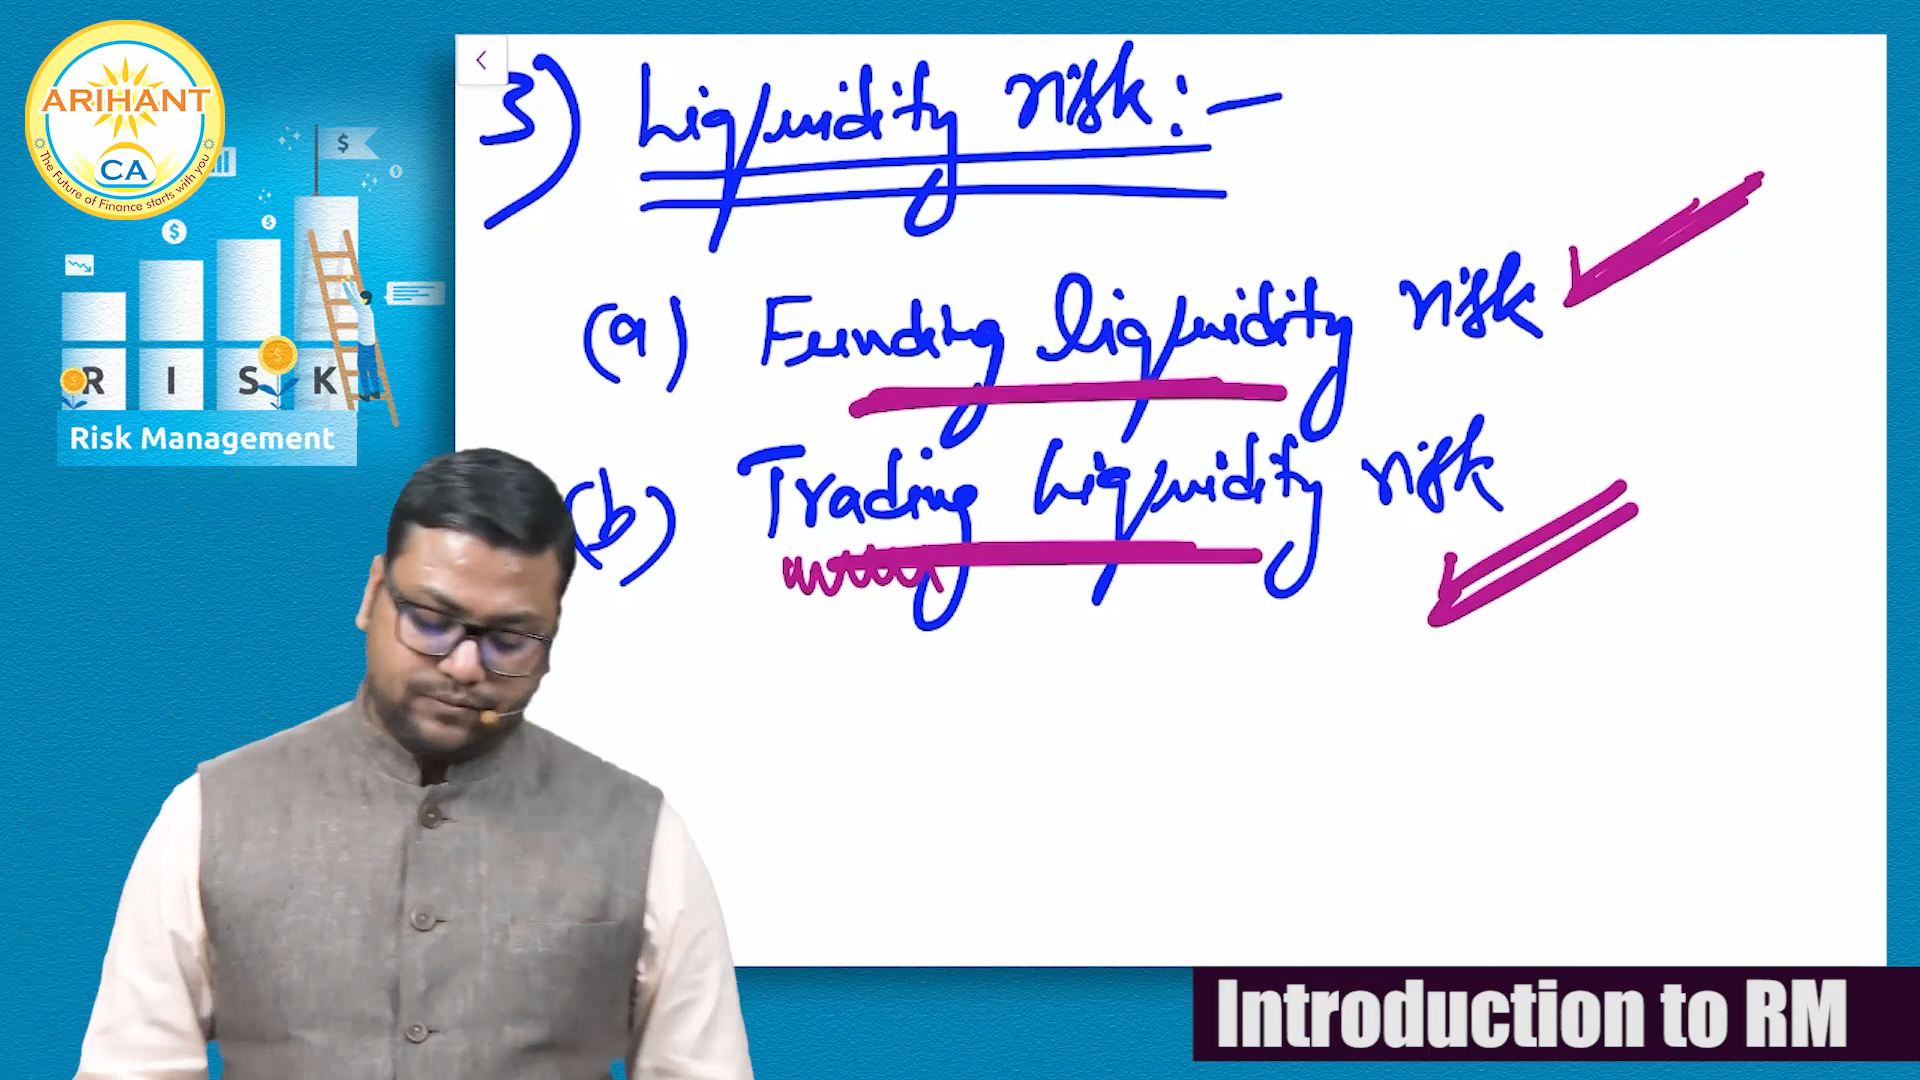 ARIHANT
CA
The Future of Finance starts with you
R I S K
Risk Management
3) Liquidity risk:-
(a) Funding liquidity risk
(b) Trading Liquidity risk
Introduction to RM